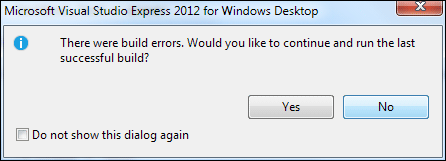 Microsoft Visual Studio Express 2012 for Windows Desktop
There were build errors. Would you like to continue and run the last
successful build?
Yes No
Do not show this dialog again